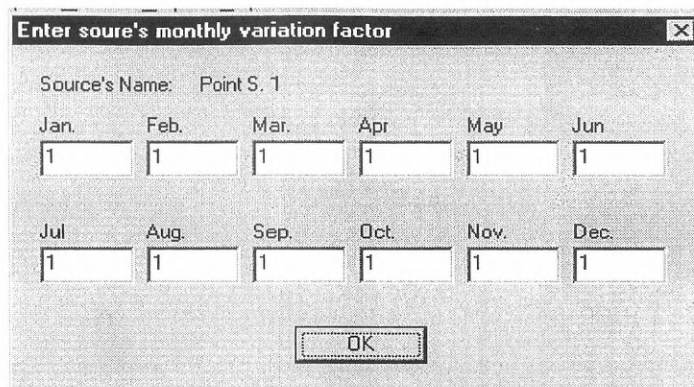 Enter soure's monthly variation factor
Source's Name: Point S. 1
Jan. Feb. Mar. Apr May Jun
1 1 1 1 1 1
Jul Aug. Sep. Oct. Nov. Dec.
1 1 1 1 1 1
OK